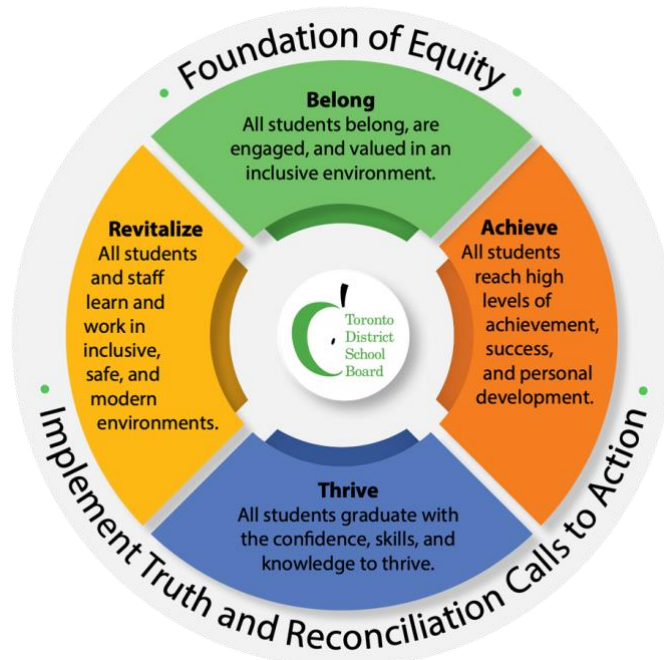 Foundation of Equity
Belong
All students belong, are
engaged, and valued in an
inclusive environment.
Revitalize
All students
and staff
learn and
work in
inclusive,
safe, and
modern
environments.
Toronto
District
School
Board
Achieve
All students
reach high
levels of
achievement,
success,
and personal
development.
Thrive
All students graduate with
the confidence, skills, and
knowledge to thrive.
Implement Truth and Reconciliation Calls to Action